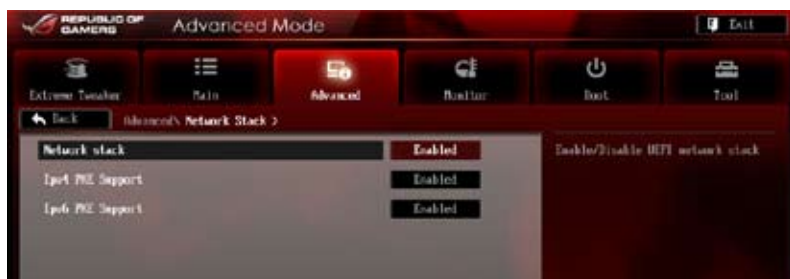 REPUBLIC OF GAMERS
Advanced Mode
Exit
Extreme Tweaker
Main
Advanced
Monitor
Boot
Tool
Back
Advanced\ Network Stack >
Network stack
Enabled
Enable/Disable UEFI network stack
Ipv4 PXE Support
Enabled
Ipv6 PXE Support
Enabled